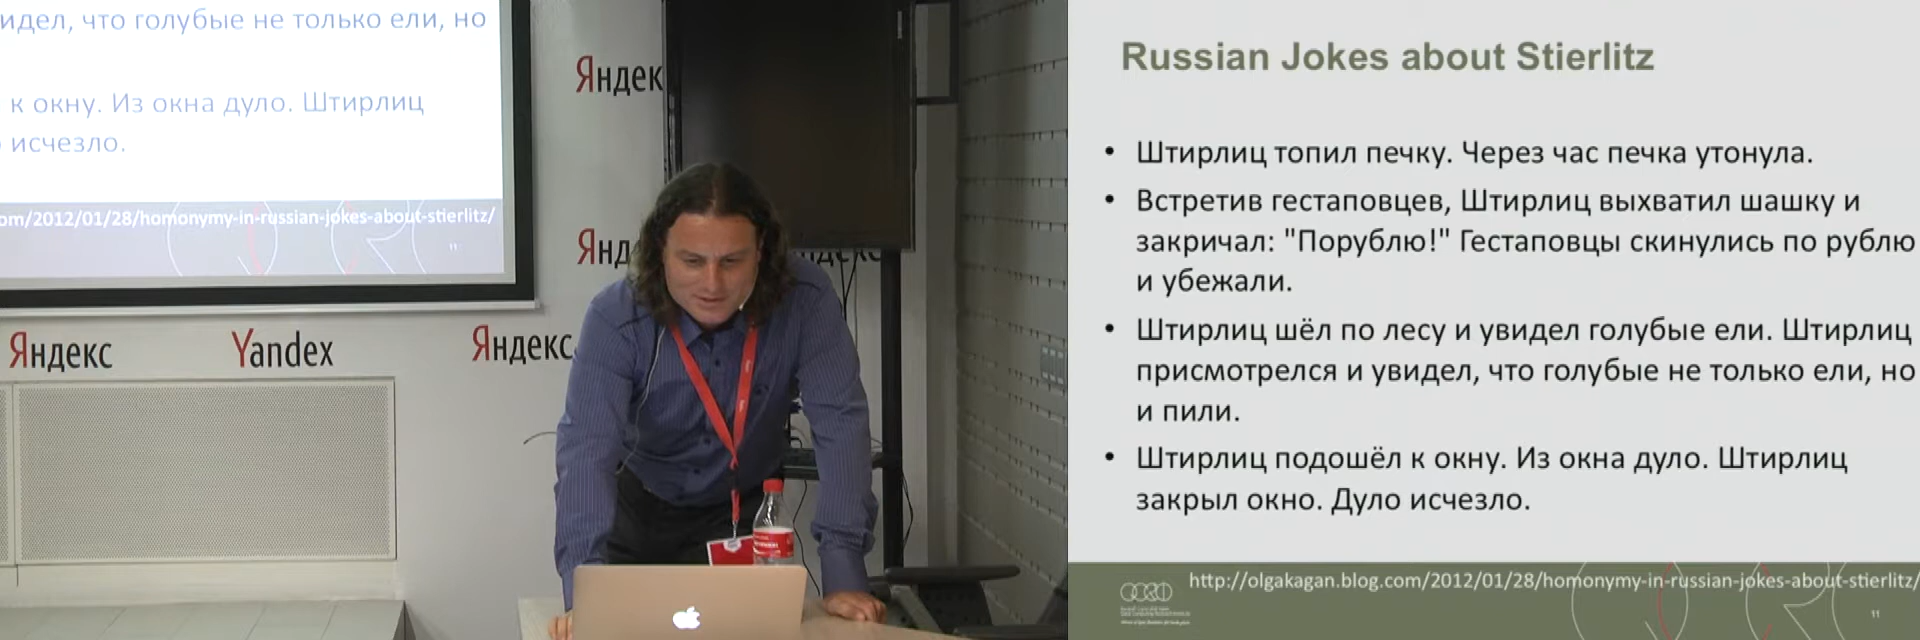 идел, что голубые не только ели, но
к окну. Из окна дуло. Штирлиц
исчезло.
om/2012/01/28/homonymy-in-russian-jokes-about-stierlitz/
11
Яндек
Янд
ндекс
Яндекс
Yandex
Яндекс
Russian Jokes about Stierlitz
• Штирлиц топил печку. Через час печка утонула.
• Встретив гестаповцев, Штирлиц выхватил шашку и
закричал: "Порублю!" Гестаповцы скинулись по рублю
и убежали.
• Штирлиц шёл по лесу и увидел голубые ели. Штирлиц
присмотрелся и увидел, что голубые не только ели, но
и пили.
• Штирлиц подошёл к окну. Из окна дуло. Штирлиц
закрыл окно. Дуло исчезло.
http://olgakagan.blog.com/2012/01/28/homonymy-in-russian-jokes-about-stierlitz/
11